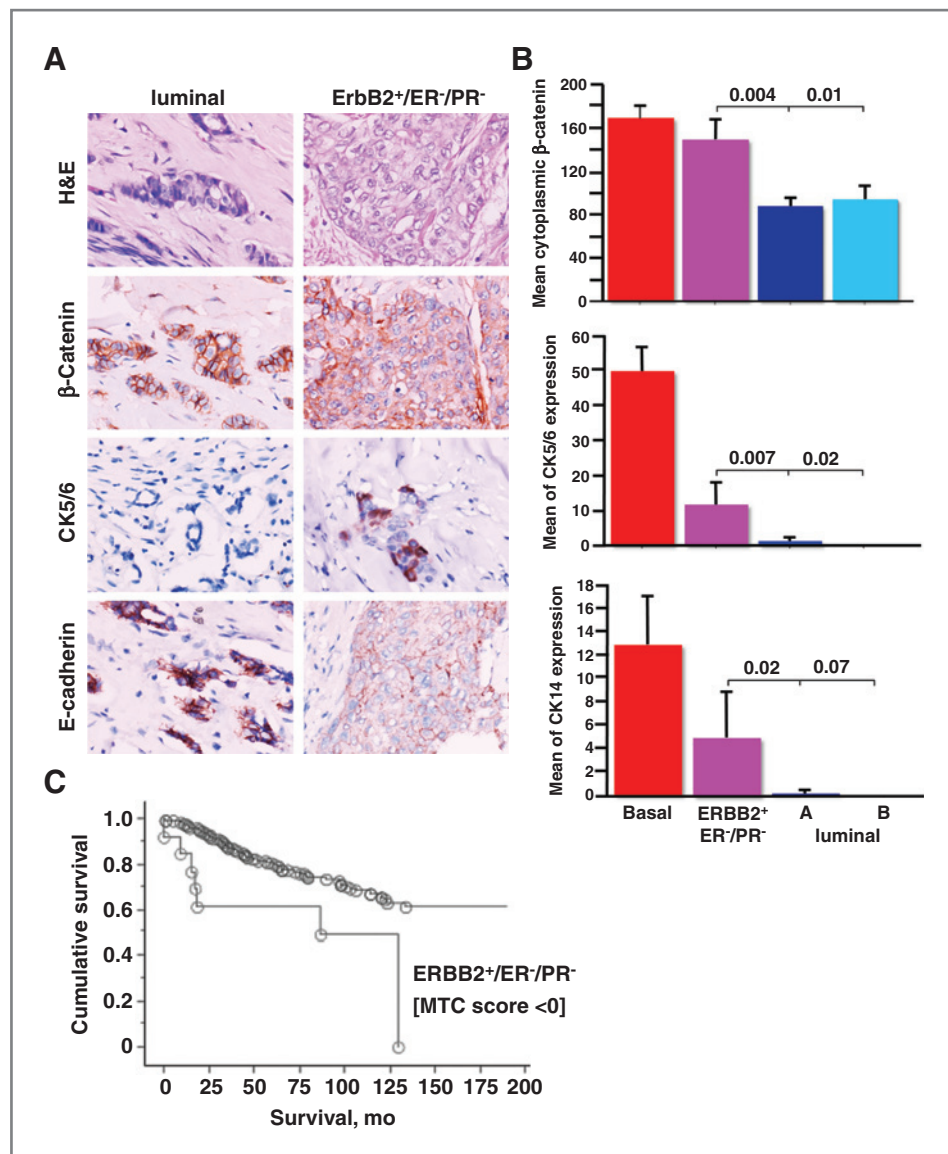 A
luminal
ErbB2+/ER-/PR-
H&E
β-Catenin
CK5/6
E-cadherin
B
Mean cytoplasmic β-catenin
200
160
120
80
40
0
0.004
0.01
Mean of CK5/6 expression
60
50
40
30
20
10
0
0.007
0.02
Mean of CK14 expression
18
16
14
12
10
8
6
4
2
0
0.02
0.07
Basal
ERBB2+
ER-/PR-
A
B
luminal
C
Cumulative survival
1.0
0.8
0.6
0.4
0.2
0
ERBB2+/ER-/PR-
[MTC score <0]
0 25 50 75 100 125 150 175 200
Survival, mo